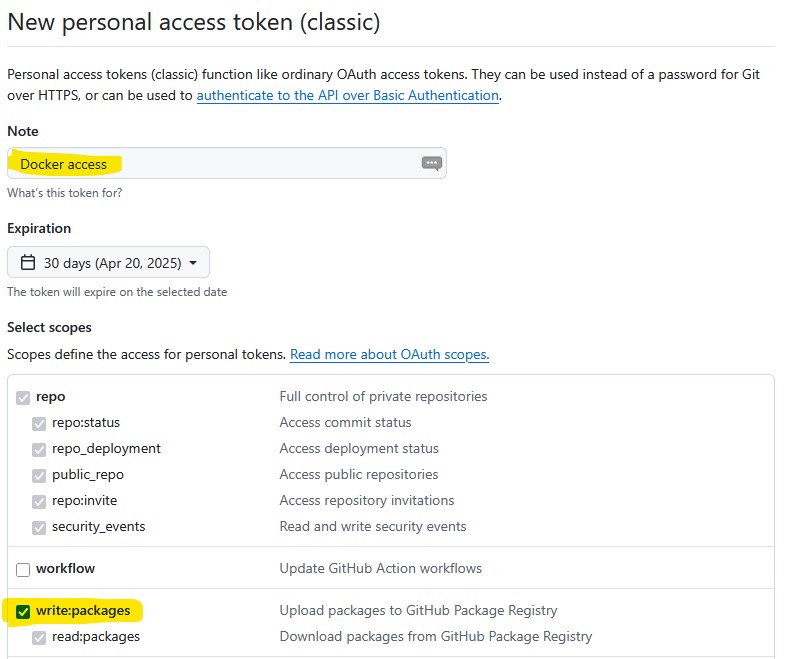 New personal access token (classic)
Personal access tokens (classic) function like ordinary OAuth access tokens. They can be used instead of a password for Git
over HTTPS, or can be used to authenticate to the API over Basic Authentication.
Note
Docker access
What's this token for?
Expiration
30 days (Apr 20, 2025)
The token will expire on the selected date
Select scopes
Scopes define the access for personal tokens. Read more about OAuth scopes.
repo Full control of private repositories
repo:status Access commit status
repo_deployment Access deployment status
public_repo Access public repositories
repo:invite Access repository invitations
security_events Read and write security events
workflow Update GitHub Action workflows
write:packages Upload packages to GitHub Package Registry
read:packages Download packages from GitHub Package Registry